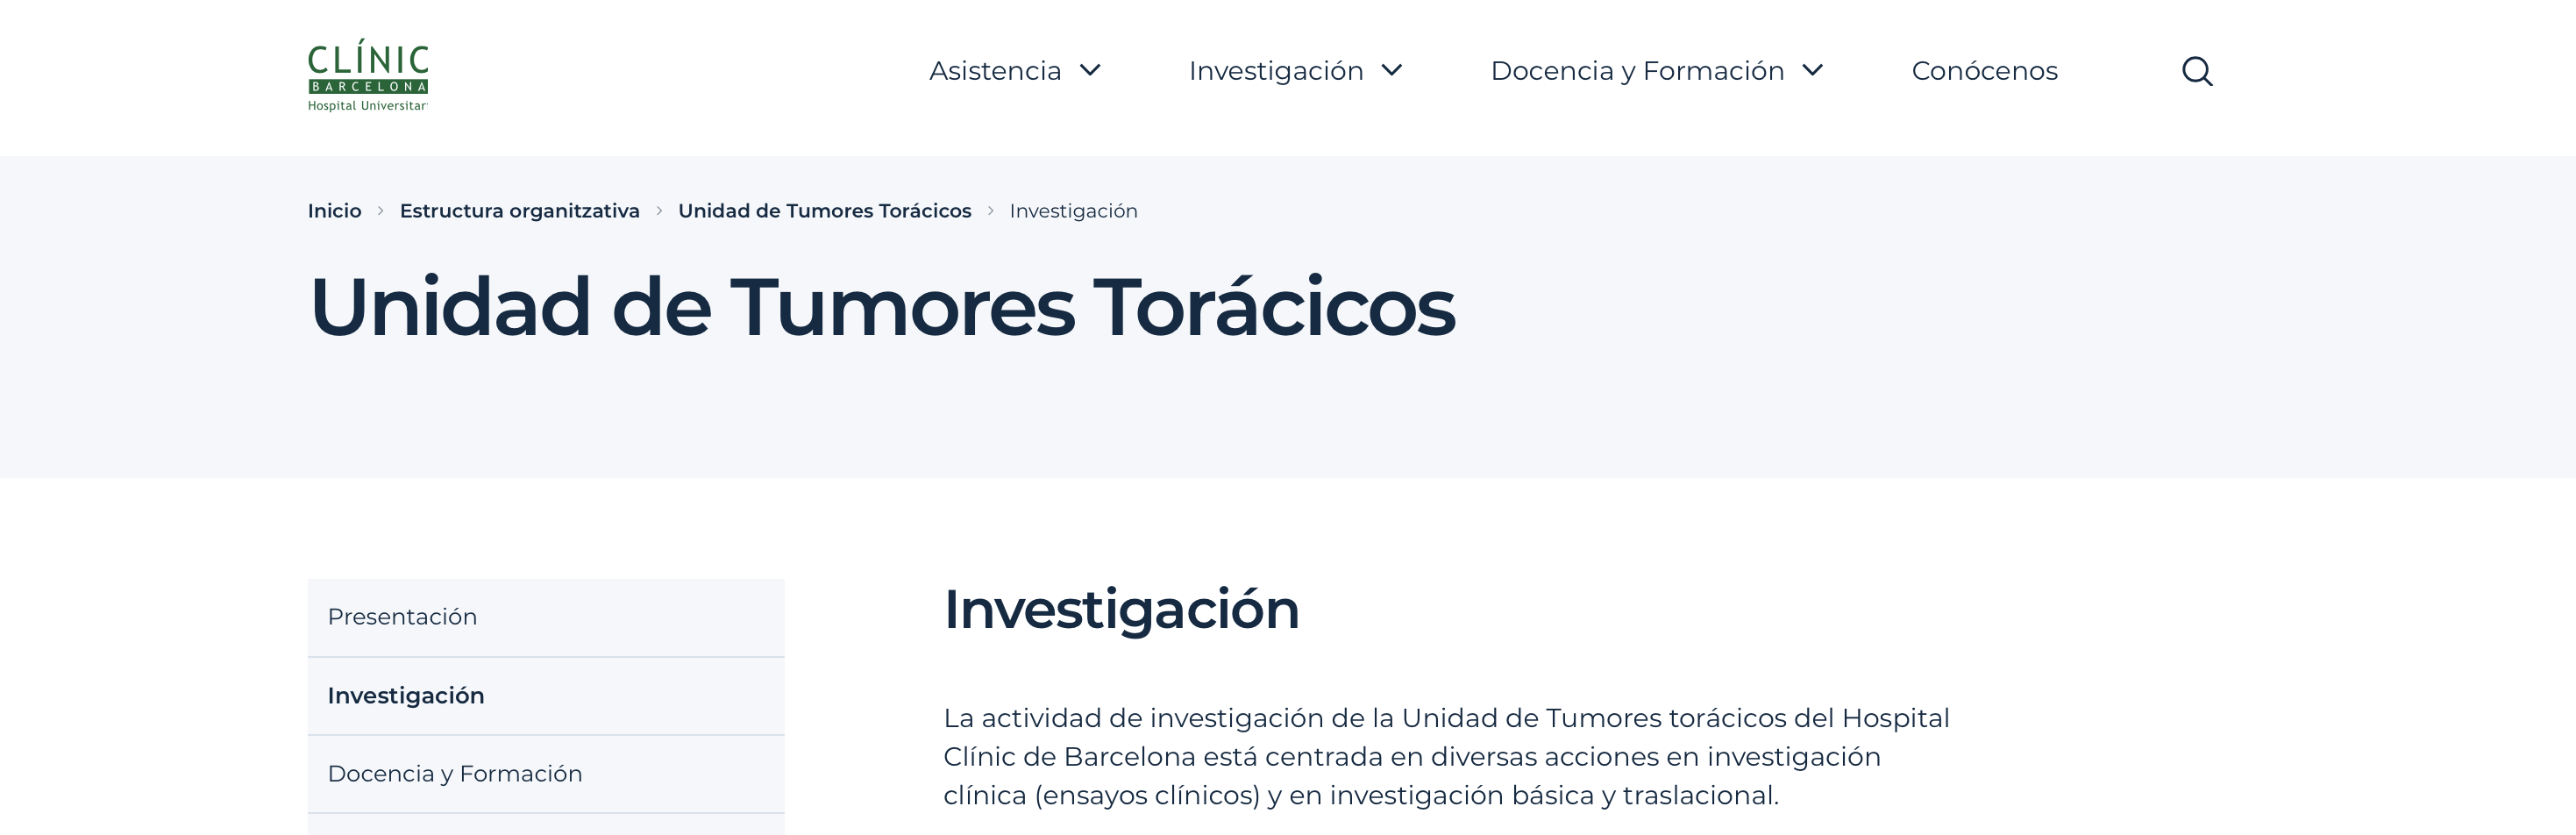 CLÍNIC
BARCELONA
Hospital Universitar
Asistencia
Investigación
Docencia y Formación
Conócenos
Inicio > Estructura organitzativa > Unidad de Tumores Torácicos > Investigación
Unidad de Tumores Torácicos
Presentación
Investigación
Docencia y Formación
Investigación
La actividad de investigación de la Unidad de Tumores torácicos del Hospital
Clínic de Barcelona está centrada en diversas acciones en investigación
clínica (ensayos clínicos) y en investigación básica y traslacional.